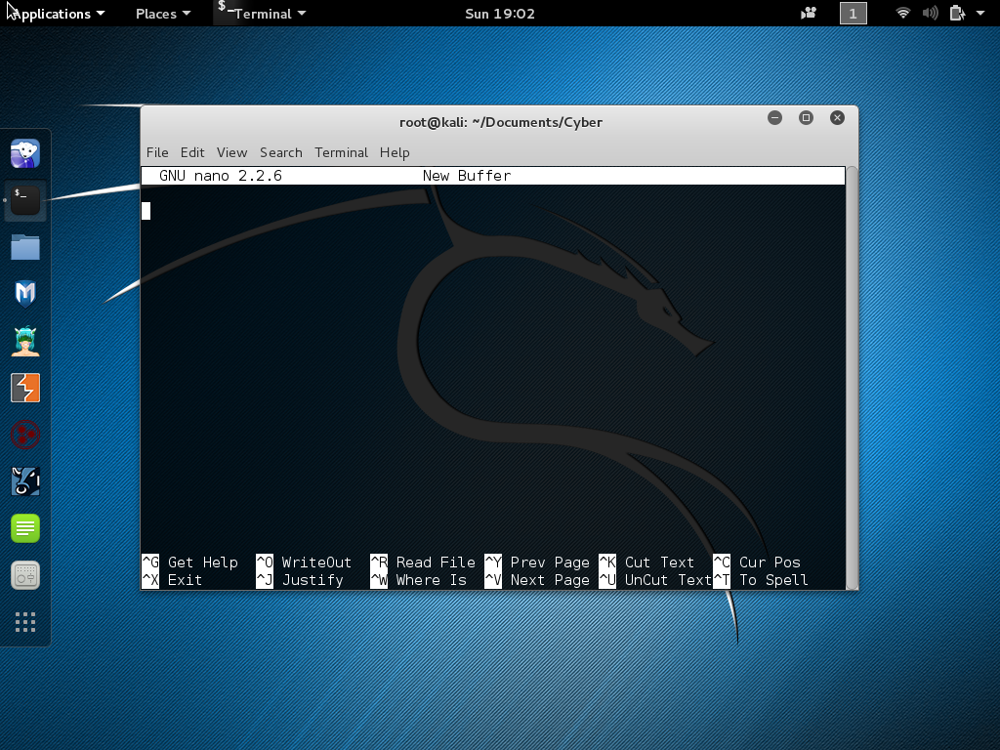 Applications Places $_ Terminal Sun 19:02 1
root@kali: ~/Documents/Cyber
File Edit View Search Terminal Help
GNU nano 2.2.6 New Buffer
$_
^G Get Help ^O WriteOut ^R Read File ^Y Prev Page ^K Cut Text ^C Cur Pos
^X Exit ^J Justify ^W Where Is ^V Next Page ^U UnCut Text ^T To Spell